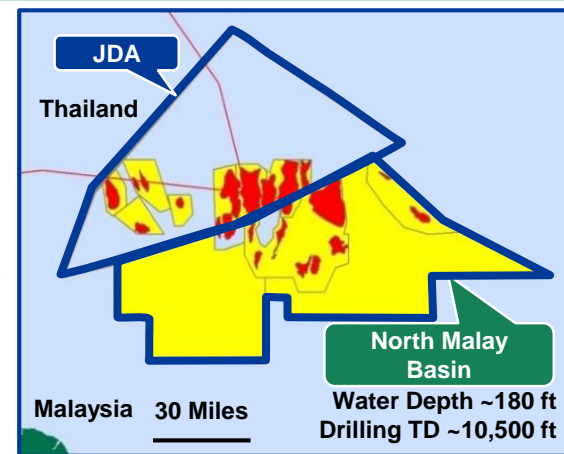 JDA
Thailand
North Malay
Basin
Malaysia 30 Miles
Water Depth ~180 ft
Drilling TD ~10,500 ft